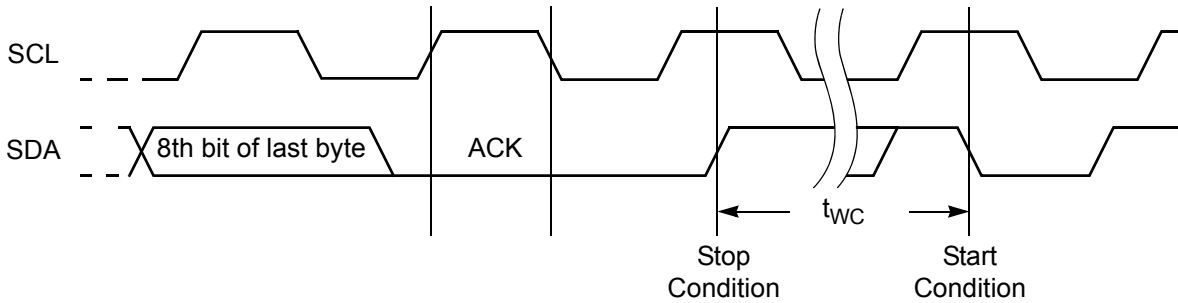 SCL
SDA
8th bit of last byte
ACK
tWC
Stop
Condition
Start
Condition